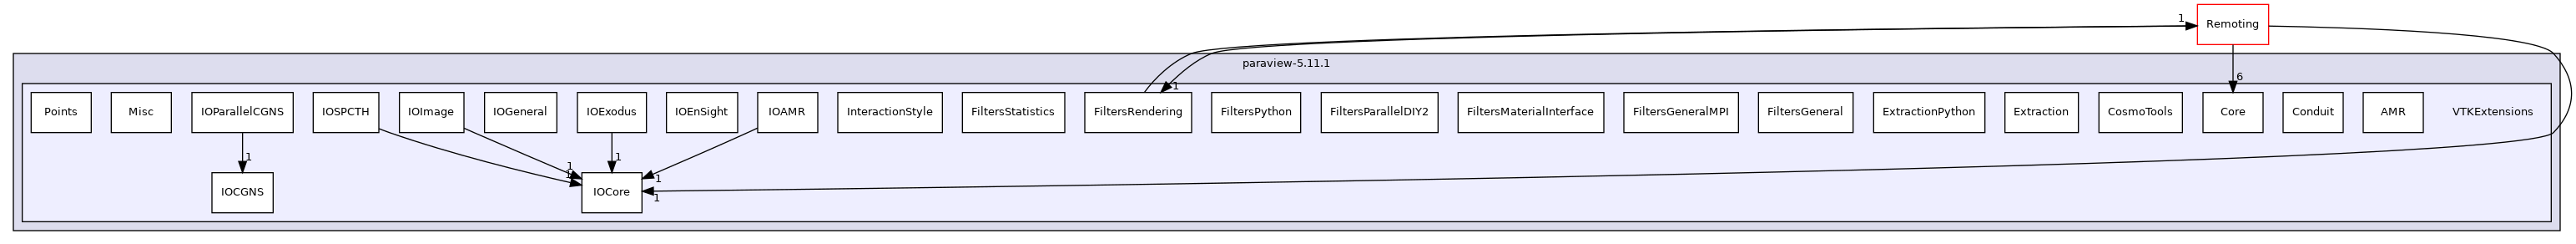 1
Remoting
paraview-5.11.1
6
1
Points
Misc
IOParallelCGNS
IOSPCTH
IOImage
IOGeneral
IOExodus
IOEnSight
IOAMR
InteractionStyle
FiltersStatistics
FiltersRendering
FiltersPython
FiltersParallelDIY2
FiltersMaterialInterface
FiltersGeneralMPI
FiltersGeneral
ExtractionPython
Extraction
CosmoTools
Core
Conduit
AMR
VTKExtensions
1
1
1
1
1
1
IOCGNS
IOCore